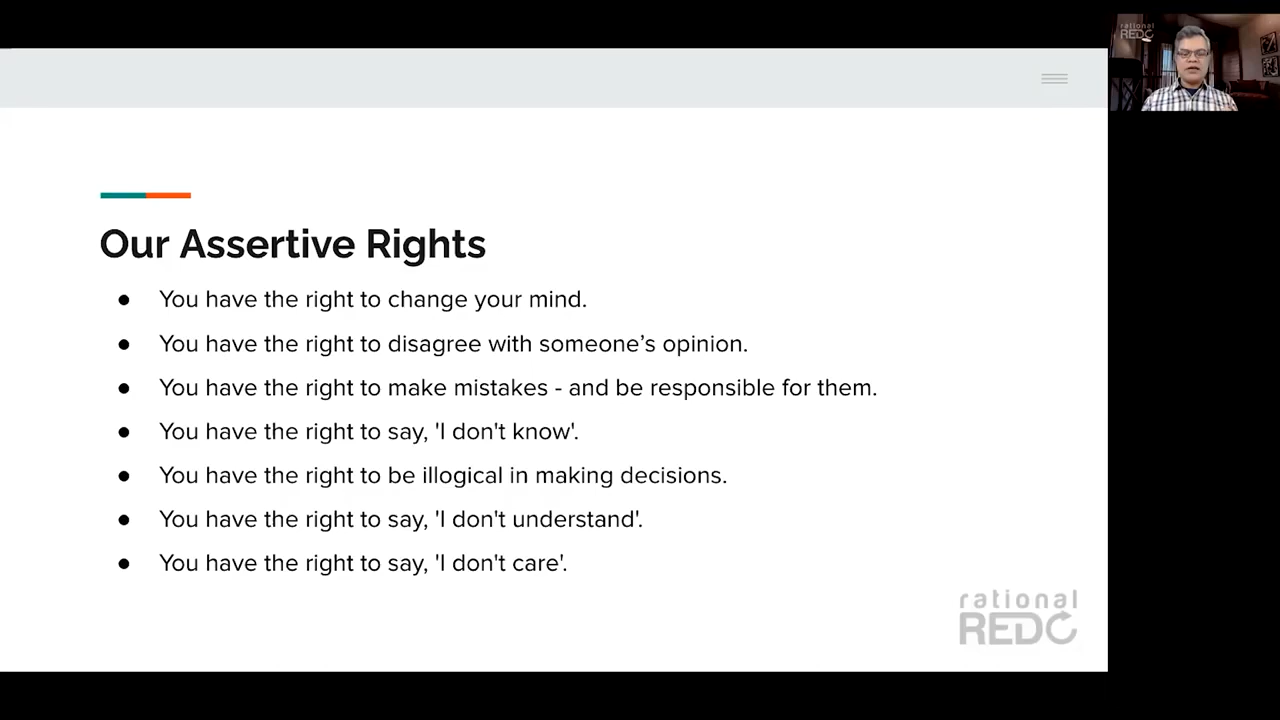 rational
REDO
Our Assertive Rights
● You have the right to change your mind.
● You have the right to disagree with someone’s opinion.
● You have the right to make mistakes - and be responsible for them.
● You have the right to say, 'I don't know'.
● You have the right to be illogical in making decisions.
● You have the right to say, 'I don't understand'.
● You have the right to say, 'I don't care'.
rational
REDO